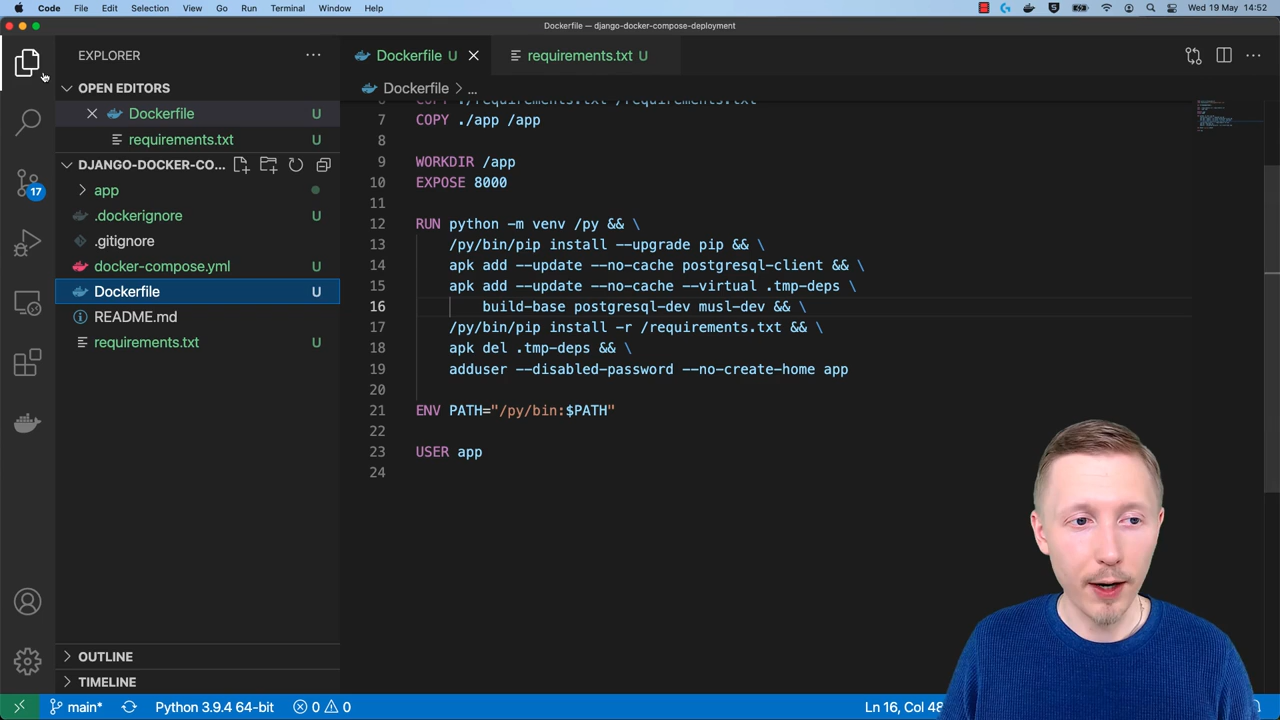 Code File Edit Selection View Go Run Terminal Window Help
Wed 19 May 14:52
Dockerfile — django-docker-compose-deployment
EXPLORER
Dockerfile U
requirements.txt U
OPEN EDITORS
Dockerfile > ...
Dockerfile U
requirements.txt U
DJANGO-DOCKER-CO...
app
.dockerignore U
.gitignore
docker-compose.yml U
Dockerfile U
README.md
requirements.txt U
17
6 COPY ./requirements.txt /requirements.txt
7 COPY ./app /app
8
9 WORKDIR /app
10 EXPOSE 8000
11
12 RUN python -m venv /py && \
13 /py/bin/pip install --upgrade pip && \
14 apk add --update --no-cache postgresql-client && \
15 apk add --update --no-cache --virtual .tmp-deps \
16 build-base postgresql-dev musl-dev && \
17 /py/bin/pip install -r /requirements.txt && \
18 apk del .tmp-deps && \
19 adduser --disabled-password --no-create-home app
20
21 ENV PATH="/py/bin:$PATH"
22
23 USER app
24
OUTLINE
TIMELINE
main* Python 3.9.4 64-bit 0 0 Ln 16, Col 48